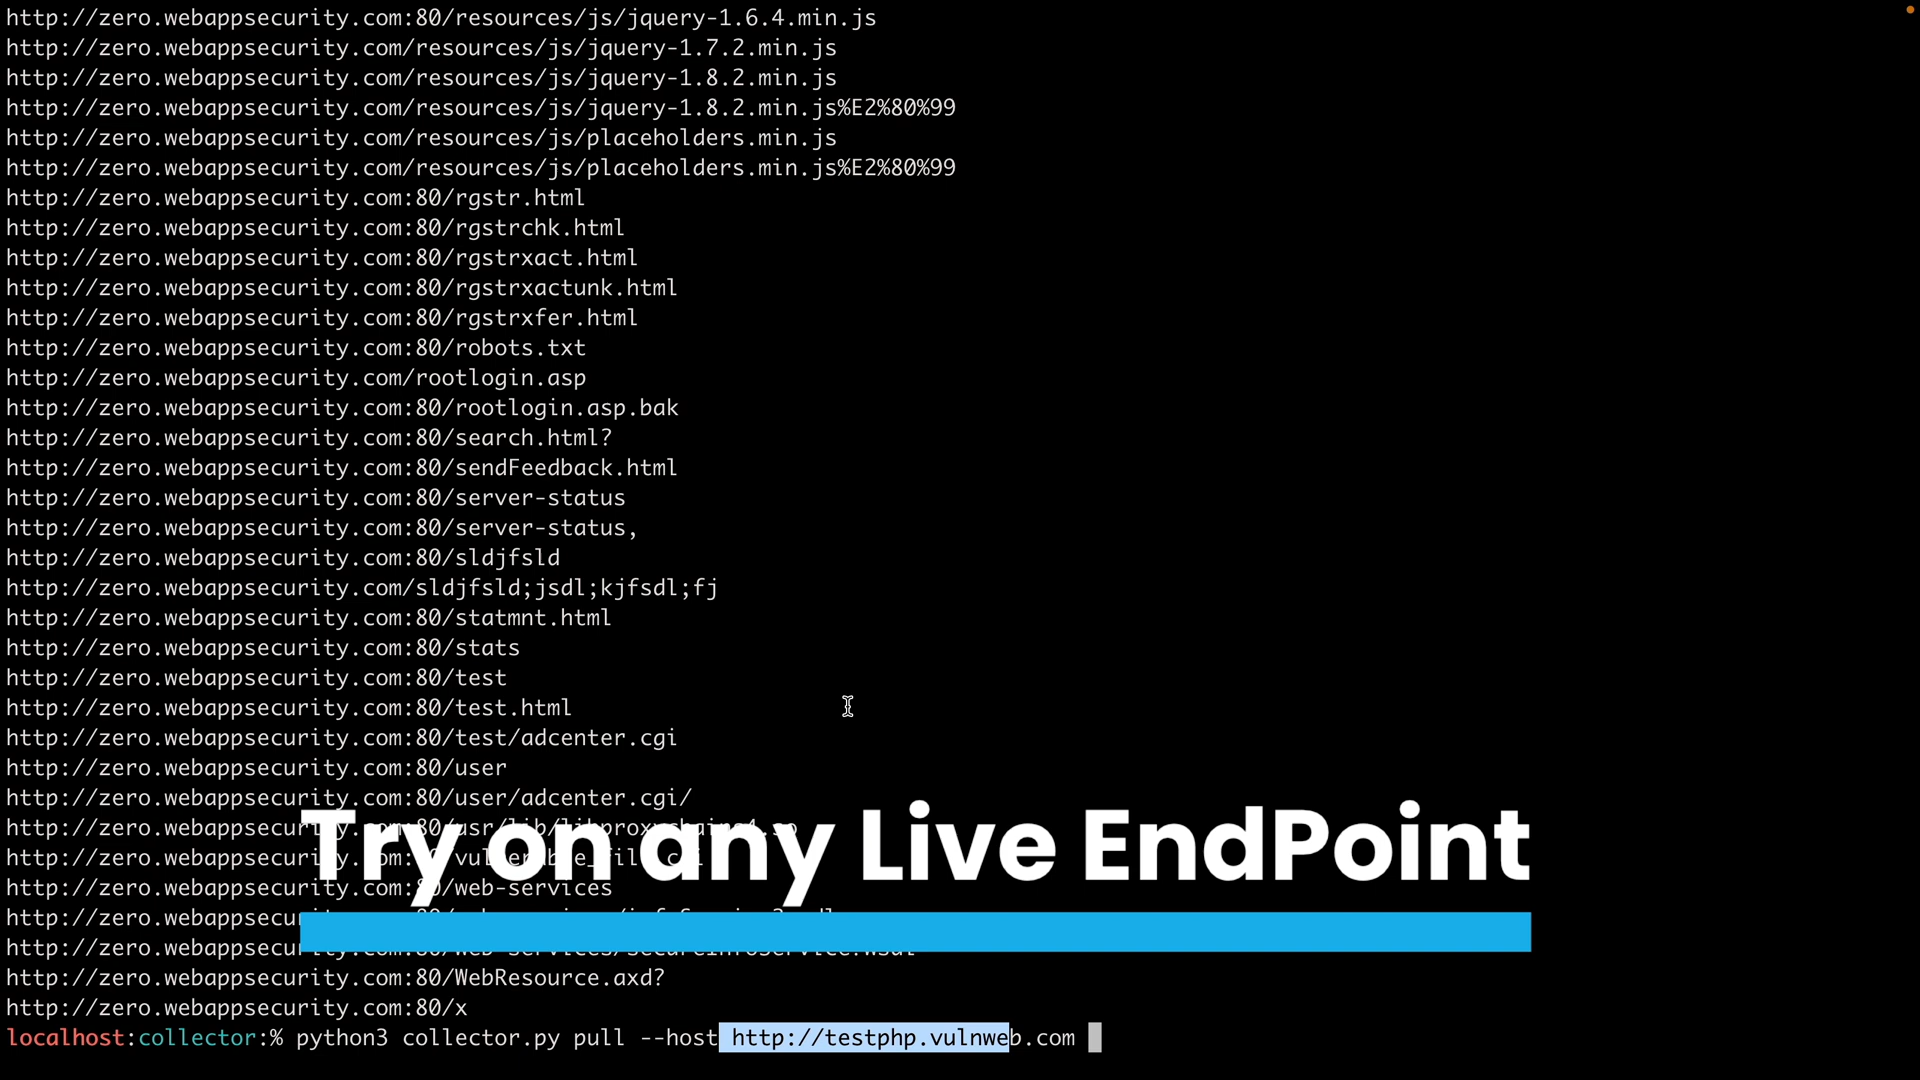 http://zero.webappsecurity.com:80/resources/js/jquery-1.6.4.min.js
http://zero.webappsecurity.com/resources/js/jquery-1.7.2.min.js
http://zero.webappsecurity.com/resources/js/jquery-1.8.2.min.js
http://zero.webappsecurity.com/resources/js/jquery-1.8.2.min.js%E2%80%99
http://zero.webappsecurity.com/resources/js/placeholders.min.js
http://zero.webappsecurity.com/resources/js/placeholders.min.js%E2%80%99
http://zero.webappsecurity.com:80/rgstr.html
http://zero.webappsecurity.com:80/rgstrchk.html
http://zero.webappsecurity.com:80/rgstrxact.html
http://zero.webappsecurity.com:80/rgstrxactunk.html
http://zero.webappsecurity.com:80/rgstrxfer.html
http://zero.webappsecurity.com:80/robots.txt
http://zero.webappsecurity.com/rootlogin.asp
http://zero.webappsecurity.com:80/rootlogin.asp.bak
http://zero.webappsecurity.com:80/search.html?
http://zero.webappsecurity.com:80/sendFeedback.html
http://zero.webappsecurity.com:80/server-status
http://zero.webappsecurity.com:80/server-status,
http://zero.webappsecurity.com:80/sldjfsld
http://zero.webappsecurity.com/sldjfsld;jsdl;kjfsdl;fj
http://zero.webappsecurity.com:80/statmnt.html
http://zero.webappsecurity.com:80/stats
http://zero.webappsecurity.com:80/test
http://zero.webappsecurity.com:80/test.html
http://zero.webappsecurity.com:80/test/adcenter.cgi
http://zero.webappsecurity.com:80/user
http://zero.webappsecurity.com:80/user/adcenter.cgi/
http://zero.webappsecurity.com:80/usr/lib/libproxychains4.so
http://zero.webappsecurity.com:80/web-services
http://zero.webappsecurity.com:80/WebResource.axd?
http://zero.webappsecurity.com:80/x
Try on any Live EndPoint
localhost:collector:% python3 collector.py pull --host http://testphp.vulnweb.com